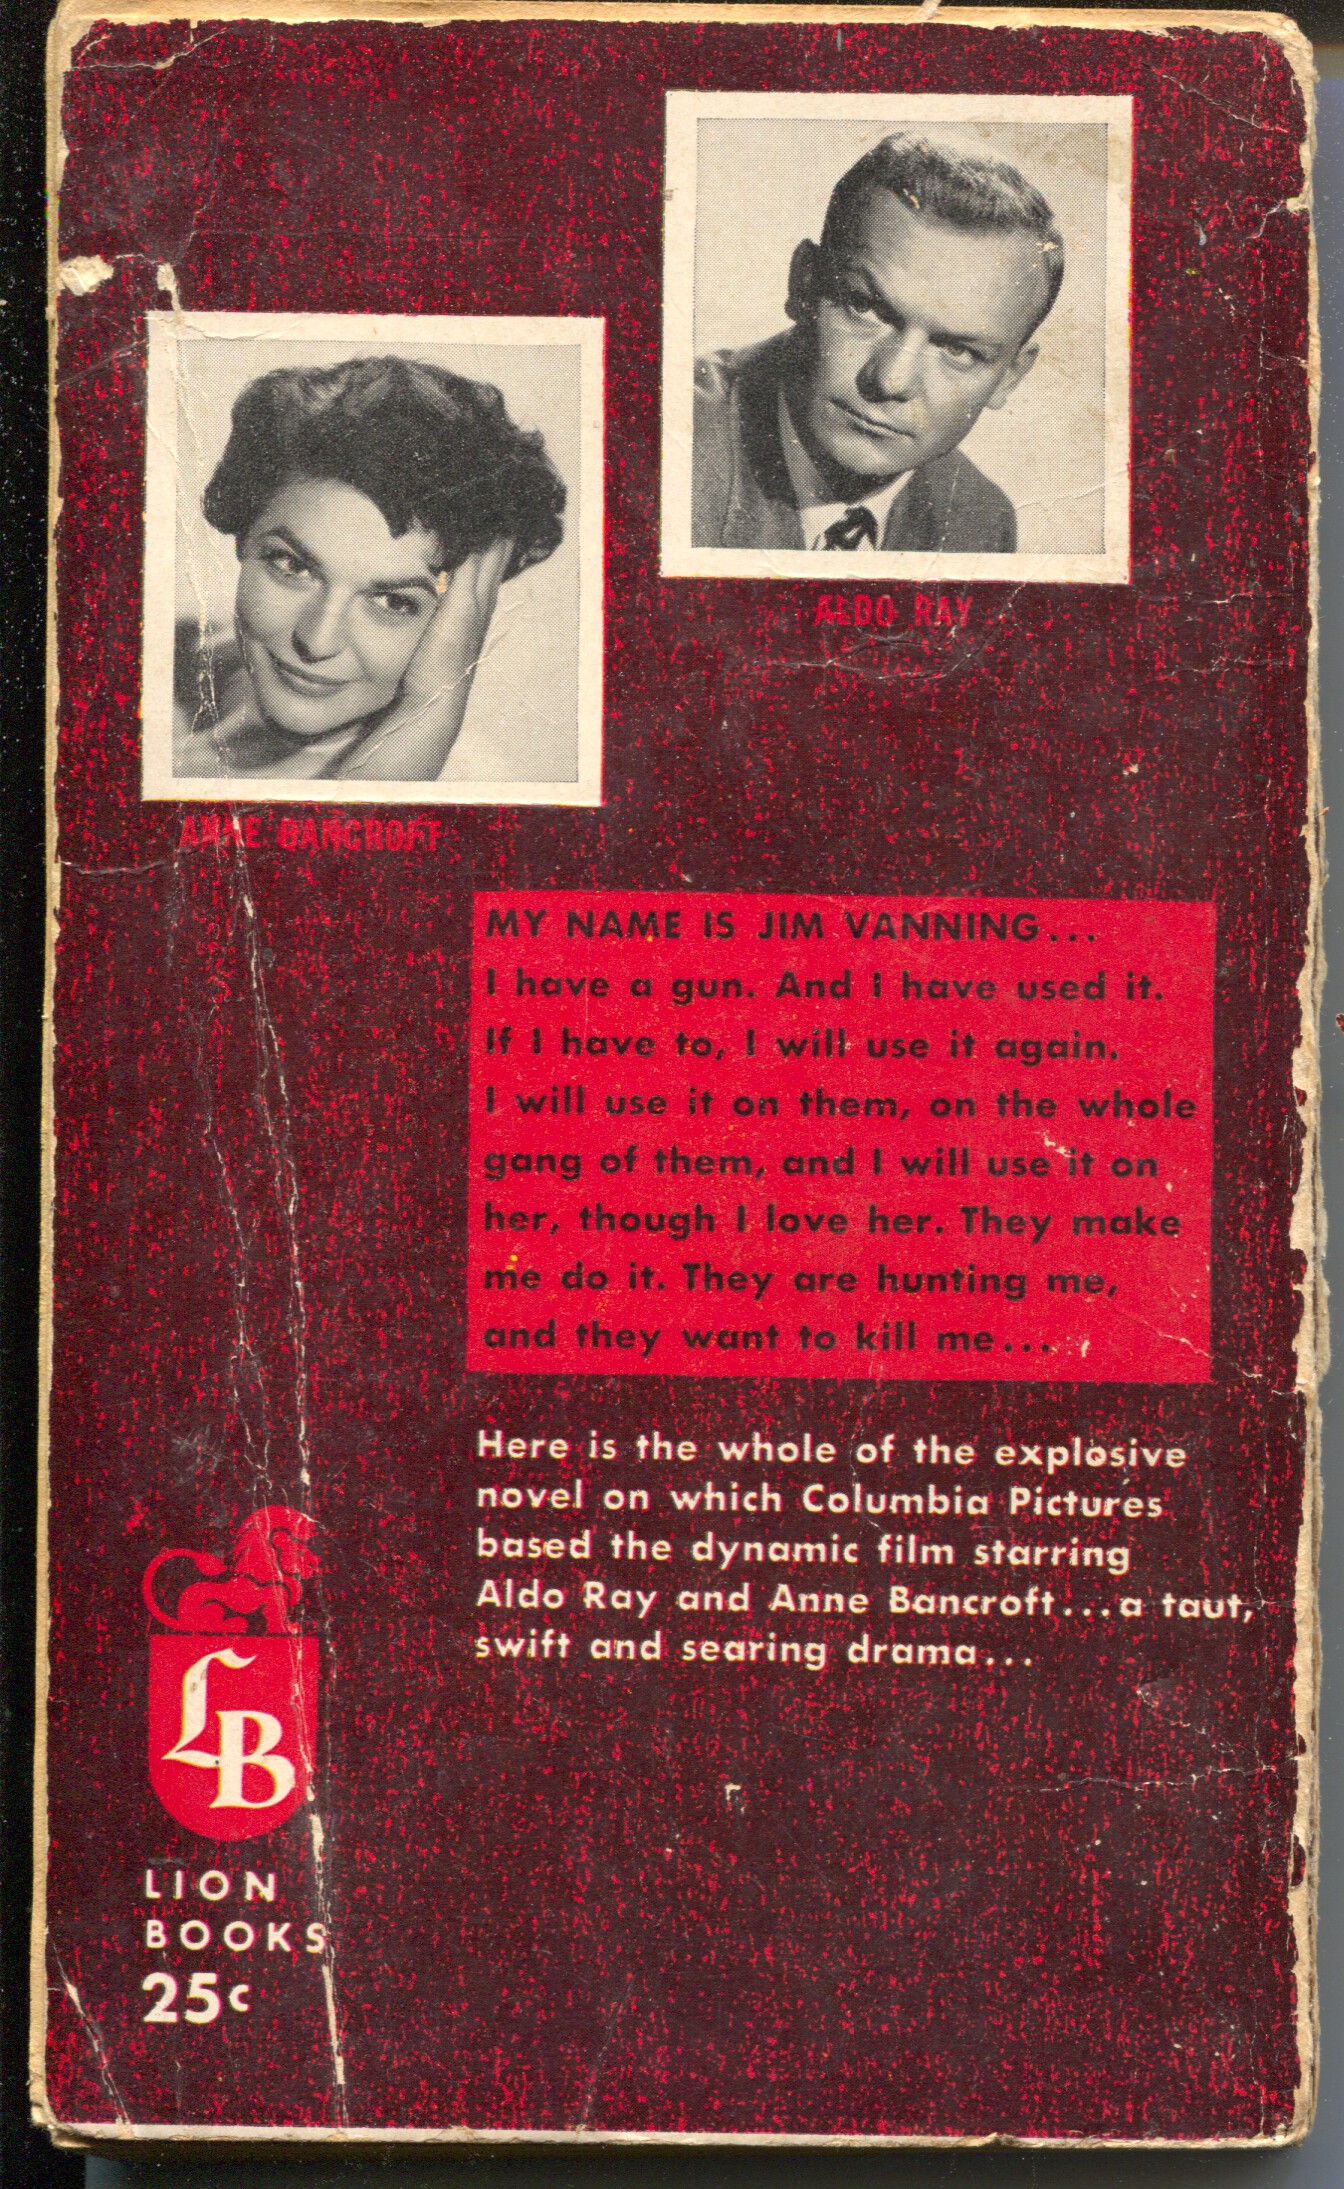 ALDO RAY
ANNE BANCROFT
MY NAME IS JIM VANNING...
I have a gun. And I have used it.
If I have to, I will use it again.
I will use it on them, on the whole
gang of them, and I will use it on
her, though I love her. They make
me do it. They are hunting me,
and they want to kill me...
Here is the whole of the explosive
novel on which Columbia Pictures
based the dynamic film starring
Aldo Ray and Anne Bancroft...a taut,
swift and searing drama...
LB
LION
BOOKS
25c